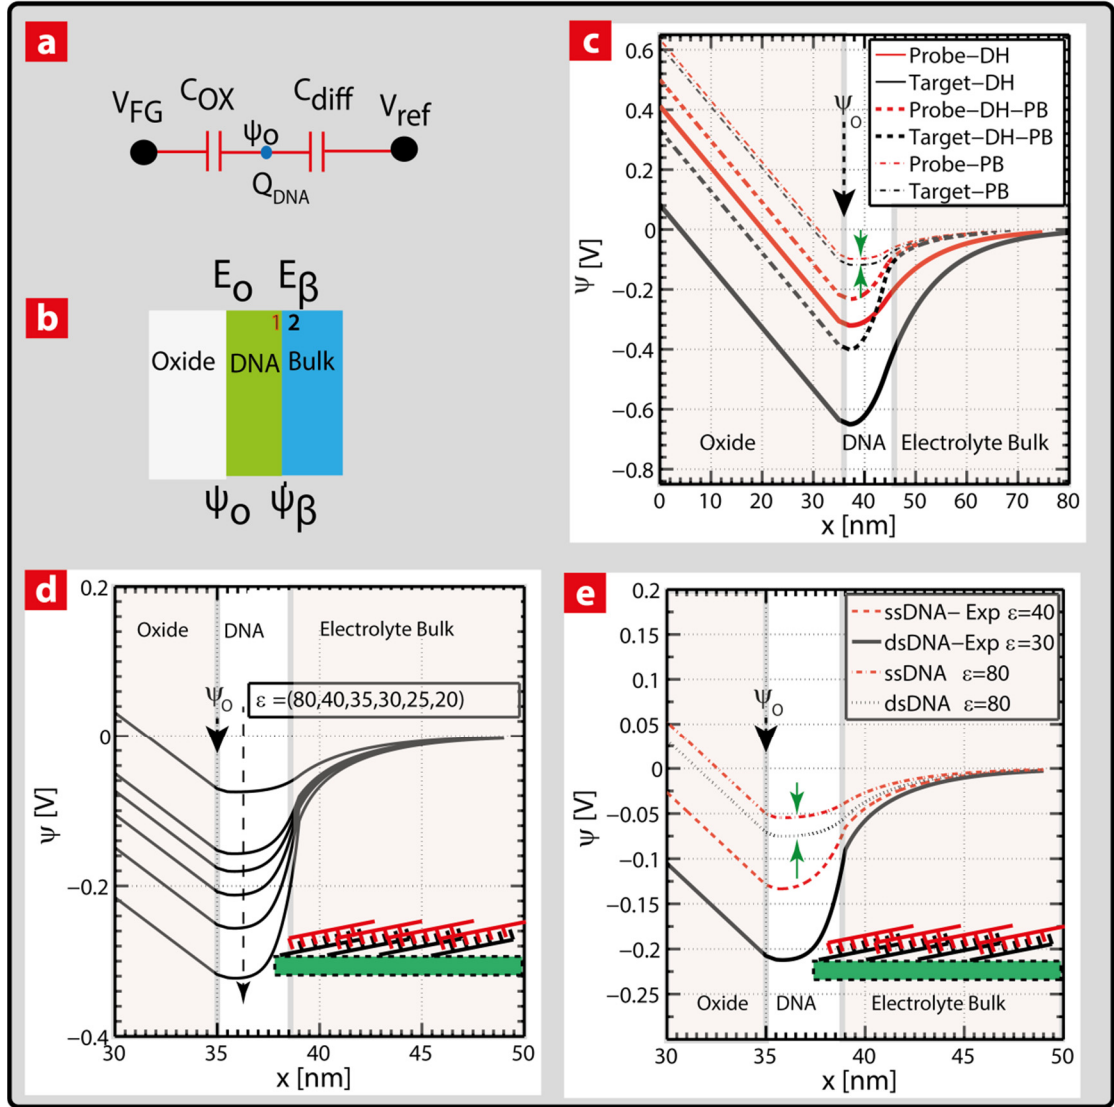 a
V_FG
C_OX
C_diff
V_ref
ψ_o
Q_DNA
b
E_o
E_β
1
2
Oxide
DNA
Bulk
ψ_o
ψ_β
c
Probe−DH
Target−DH
Probe−DH−PB
Target−DH−PB
Probe−PB
Target−PB
ψ_o
0.6
0.4
0.2
0
−0.2
−0.4
−0.6
−0.8
ψ [V]
Oxide
DNA
Electrolyte Bulk
0 10 20 30 40 50 60 70 80
x [nm]
d
Oxide
DNA
Electrolyte Bulk
ψ_o
ε =(80,40,35,30,25,20)
0.2
0
−0.2
−0.4
ψ [V]
30 35 40 45 50
x [nm]
e
ssDNA− Exp ε=40
dsDNA−Exp ε=30
ssDNA ε=80
dsDNA ε=80
ψ_o
0.2
0.15
0.1
0.05
0
−0.05
−0.1
−0.15
−0.2
−0.25
ψ [V]
Oxide
DNA
Electrolyte Bulk
30 35 40 45 50
x [nm]